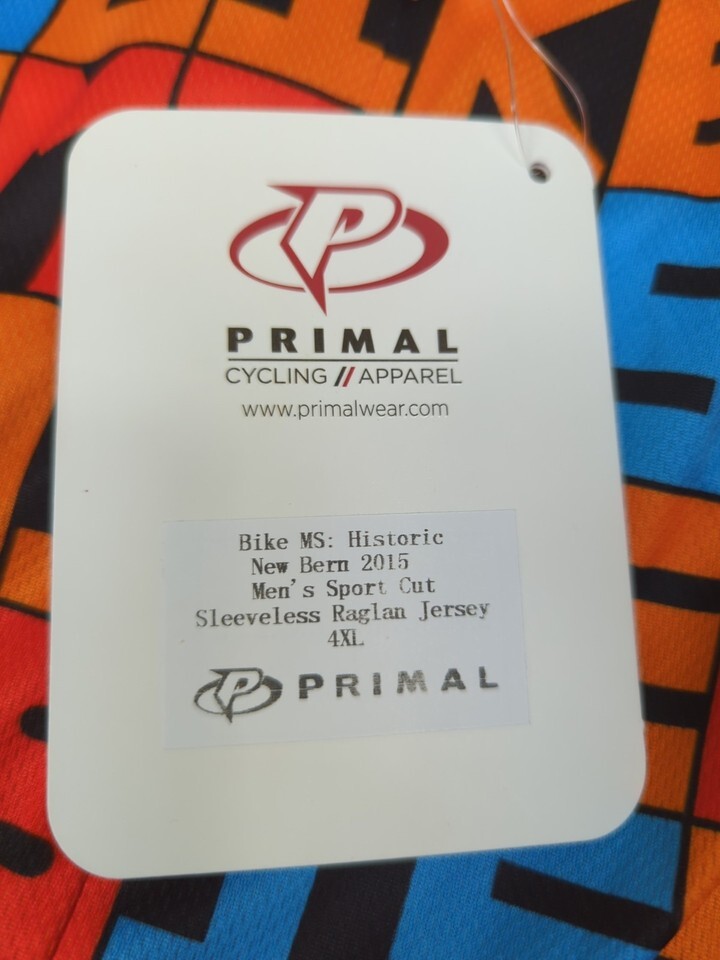 P
PRIMAL
CYCLING // APPAREL
www.primalwear.com
Bike MS: Historic
New Bern 2015
Men's Sport Cut
Sleeveless Raglan Jersey
4XL
P PRIMAL